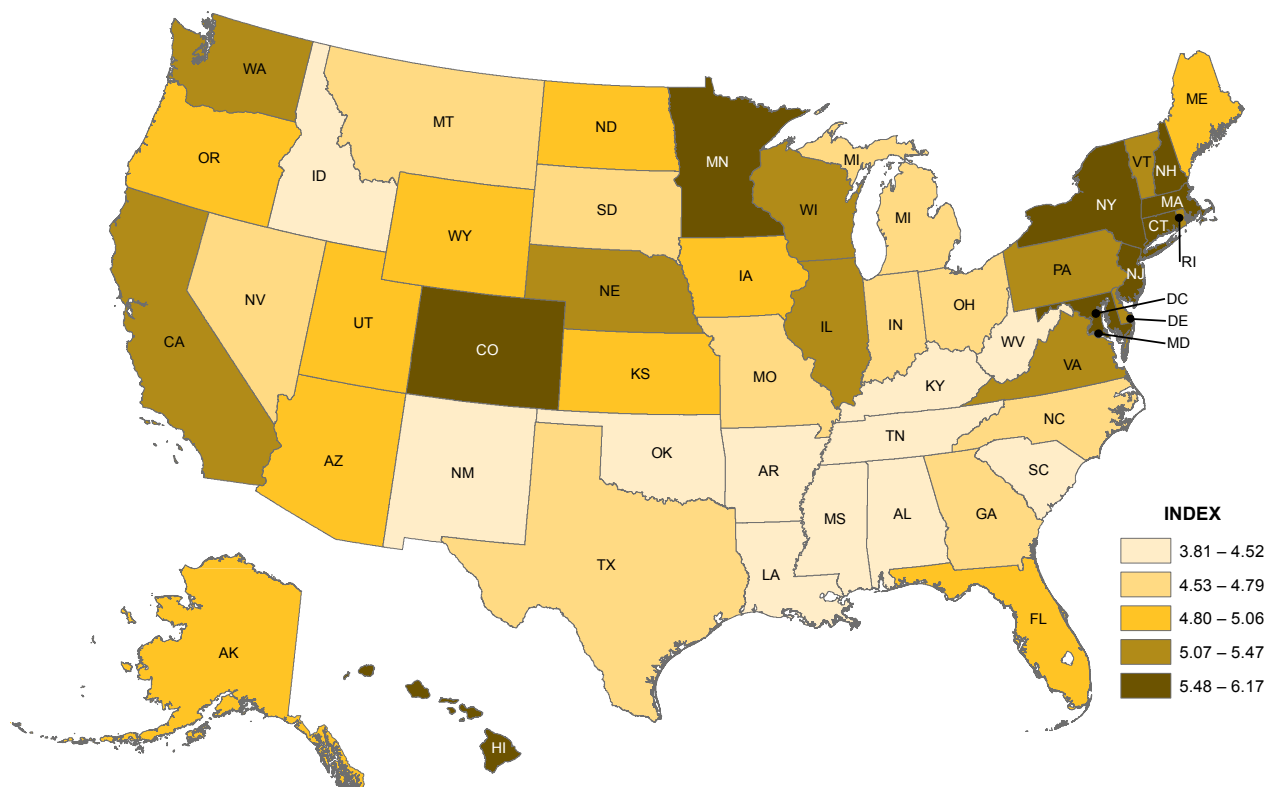 WA
MT
ND
MN
ME
OR
ID
SD
WI
MI
MI
VT
NH
NY
MA
CT
RI
WY
NV
UT
CA
CO
NE
IA
IL
IN
OH
PA
NJ
DC
DE
MD
WV
VA
KS
MO
KY
NC
TN
SC
AZ
NM
OK
AR
MS
AL
GA
TX
LA
FL
AK
HI
INDEX
3.81 – 4.52
4.53 – 4.79
4.80 – 5.06
5.07 – 5.47
5.48 – 6.17